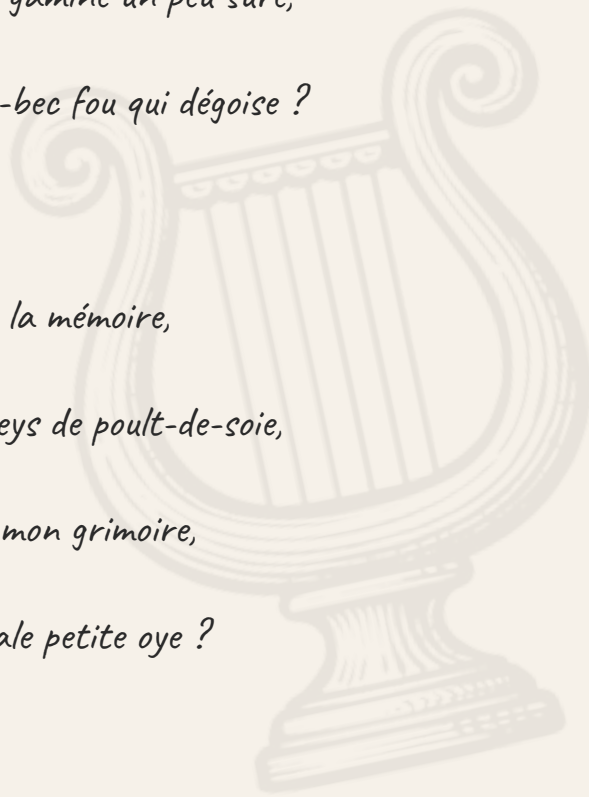 gamine un peu sure,
-bec fou qui dégoise ?
la mémoire,
eys de poult-de-soie,
mon grimoire,
ale petite oye ?